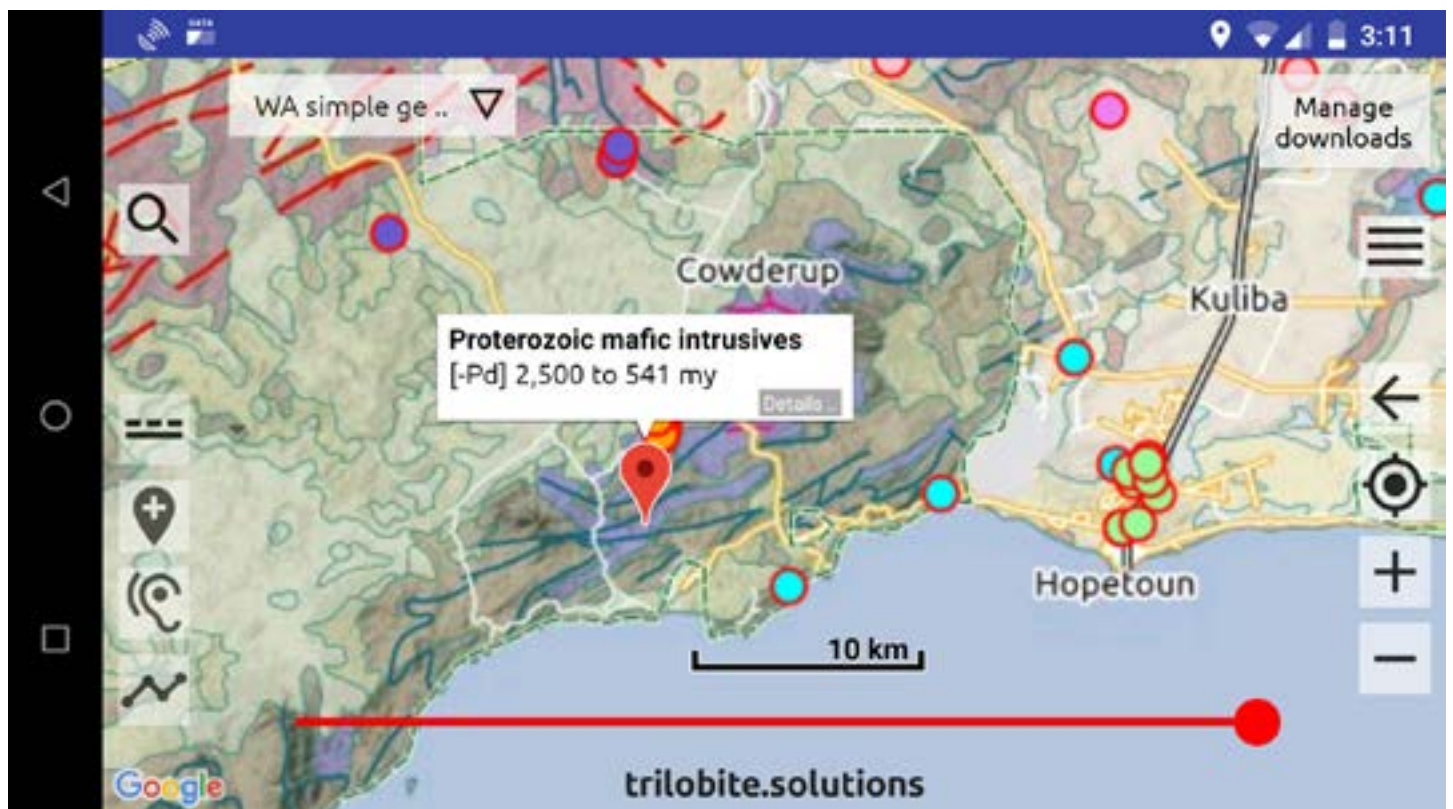 DATA
3:11
WA simple ge ..
Manage
downloads
Cowderup
Kuliba
Proterozoic mafic intrusives
[-Pd] 2,500 to 541 my
Details ..
Hopetoun
10 km
Google
trilobite.solutions